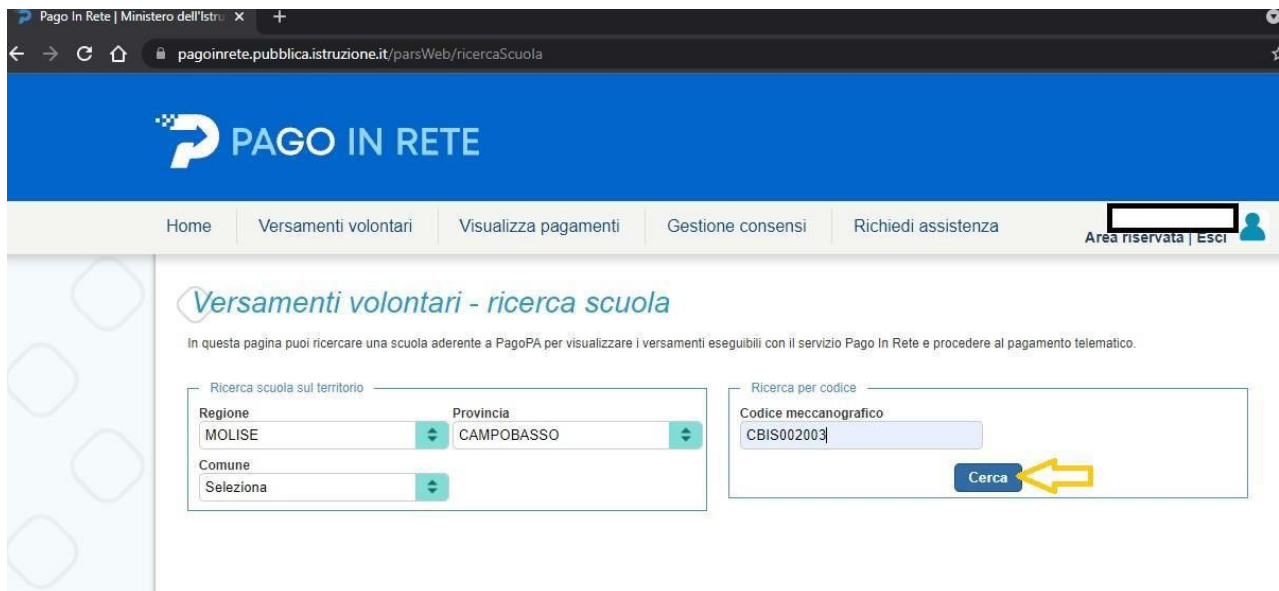 Pago In Rete | Ministero dell'Istru
pagoinrete.pubblica.istruzione.it/parsWeb/ricercaScuola
PAGO IN RETE
Home Versamenti volontari Visualizza pagamenti Gestione consensi Richiedi assistenza
Area riservata | Esci
Versamenti volontari - ricerca scuola
In questa pagina puoi ricercare una scuola aderente a PagoPA per visualizzare i versamenti eseguibili con il servizio Pago In Rete e procedere al pagamento telematico.
Ricerca scuola sul territorio
Regione Provincia
MOLISE CAMPOBASSO
Comune
Seleziona
Ricerca per codice
Codice meccanografico
CBIS002003
Cerca